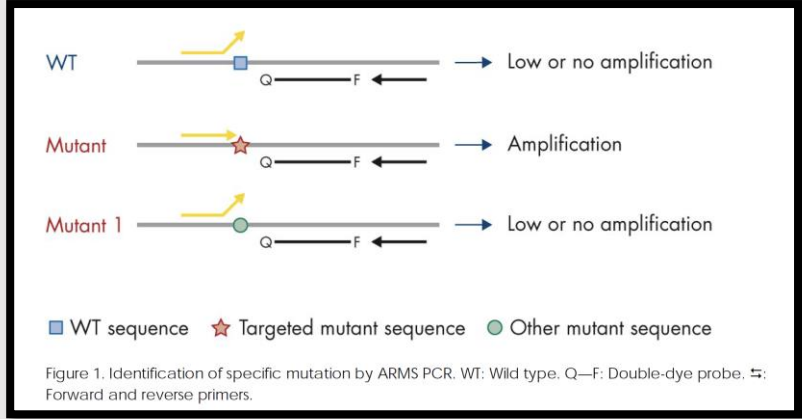 WT
Low or no amplification
Q F
Mutant
Amplification
Q F
Mutant 1
Low or no amplification
Q F
WT sequence Targeted mutant sequence Other mutant sequence
Figure 1. Identification of specific mutation by ARMS PCR. WT: Wild type. Q—F: Double-dye probe. ⇆:
Forward and reverse primers.